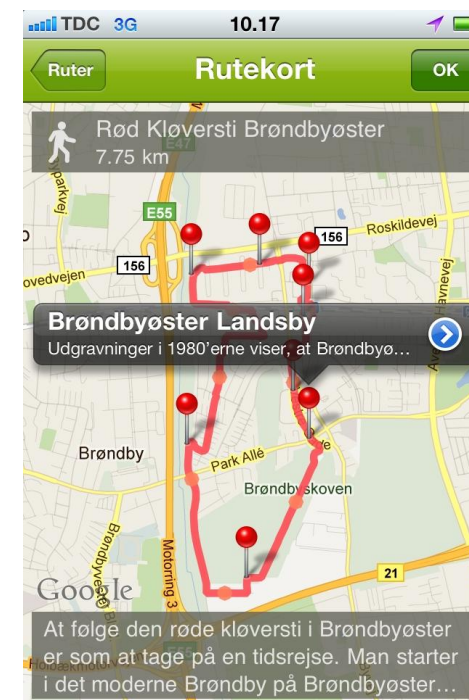 TDC 3G 10.17
Ruter Rutekort OK
Rød Kløversti Brøndbyøster
7.75 km
E47
E55
156
Roskildevej
156
Brøndbyøster Landsby
Udgravninger i 1980'erne viser, at Brøndbyø...
Brøndby
Park Allé
Brøndbyskoven
Motorring 3
21
Google
At følge den røde kløversti i Brøndbyøster
er som at tage på en tidsrejse. Man starter
i det moderne Brøndby på Brøndbyøster...